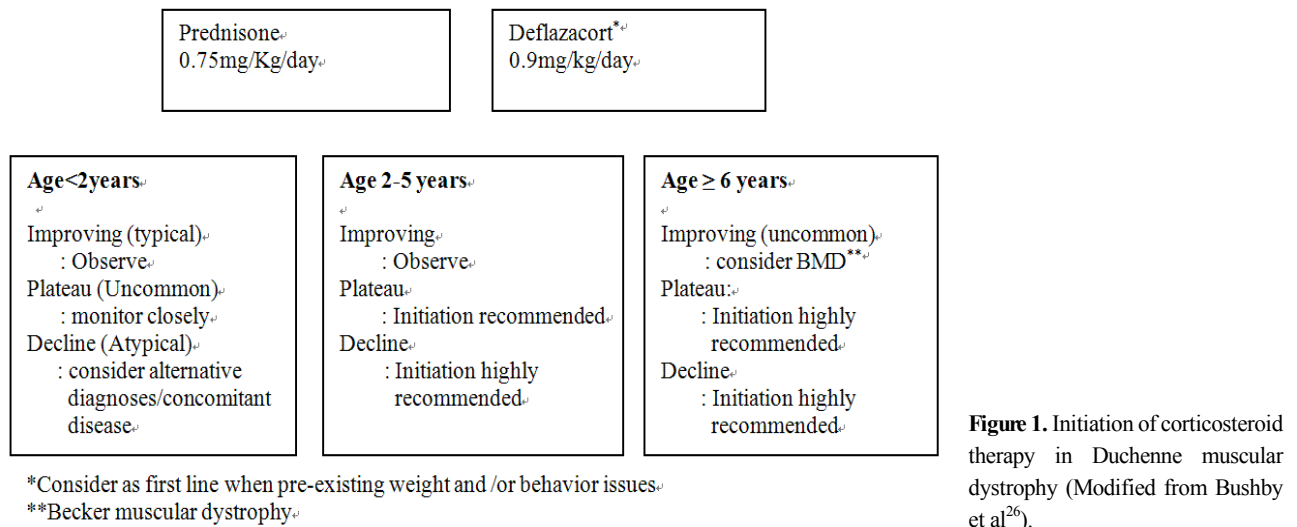 Prednisone
0.75mg/Kg/day
Deflazacort*
0.9mg/kg/day
Age<2years
Improving (typical)
: Observe
Plateau (Uncommon)
: monitor closely
Decline (Atypical)
: consider alternative
diagnoses/concomitant
disease
Age 2-5 years
Improving
: Observe
Plateau
: Initiation recommended
Decline
: Initiation highly
recommended
Age ≥ 6 years
Improving (uncommon)
: consider BMD**
Plateau:
: Initiation highly
recommended
Decline
: Initiation highly
recommended
*Consider as first line when pre-existing weight and /or behavior issues
**Becker muscular dystrophy
Figure 1. Initiation of corticosteroid
therapy in Duchenne muscular
dystrophy (Modified from Bushby
et al26).